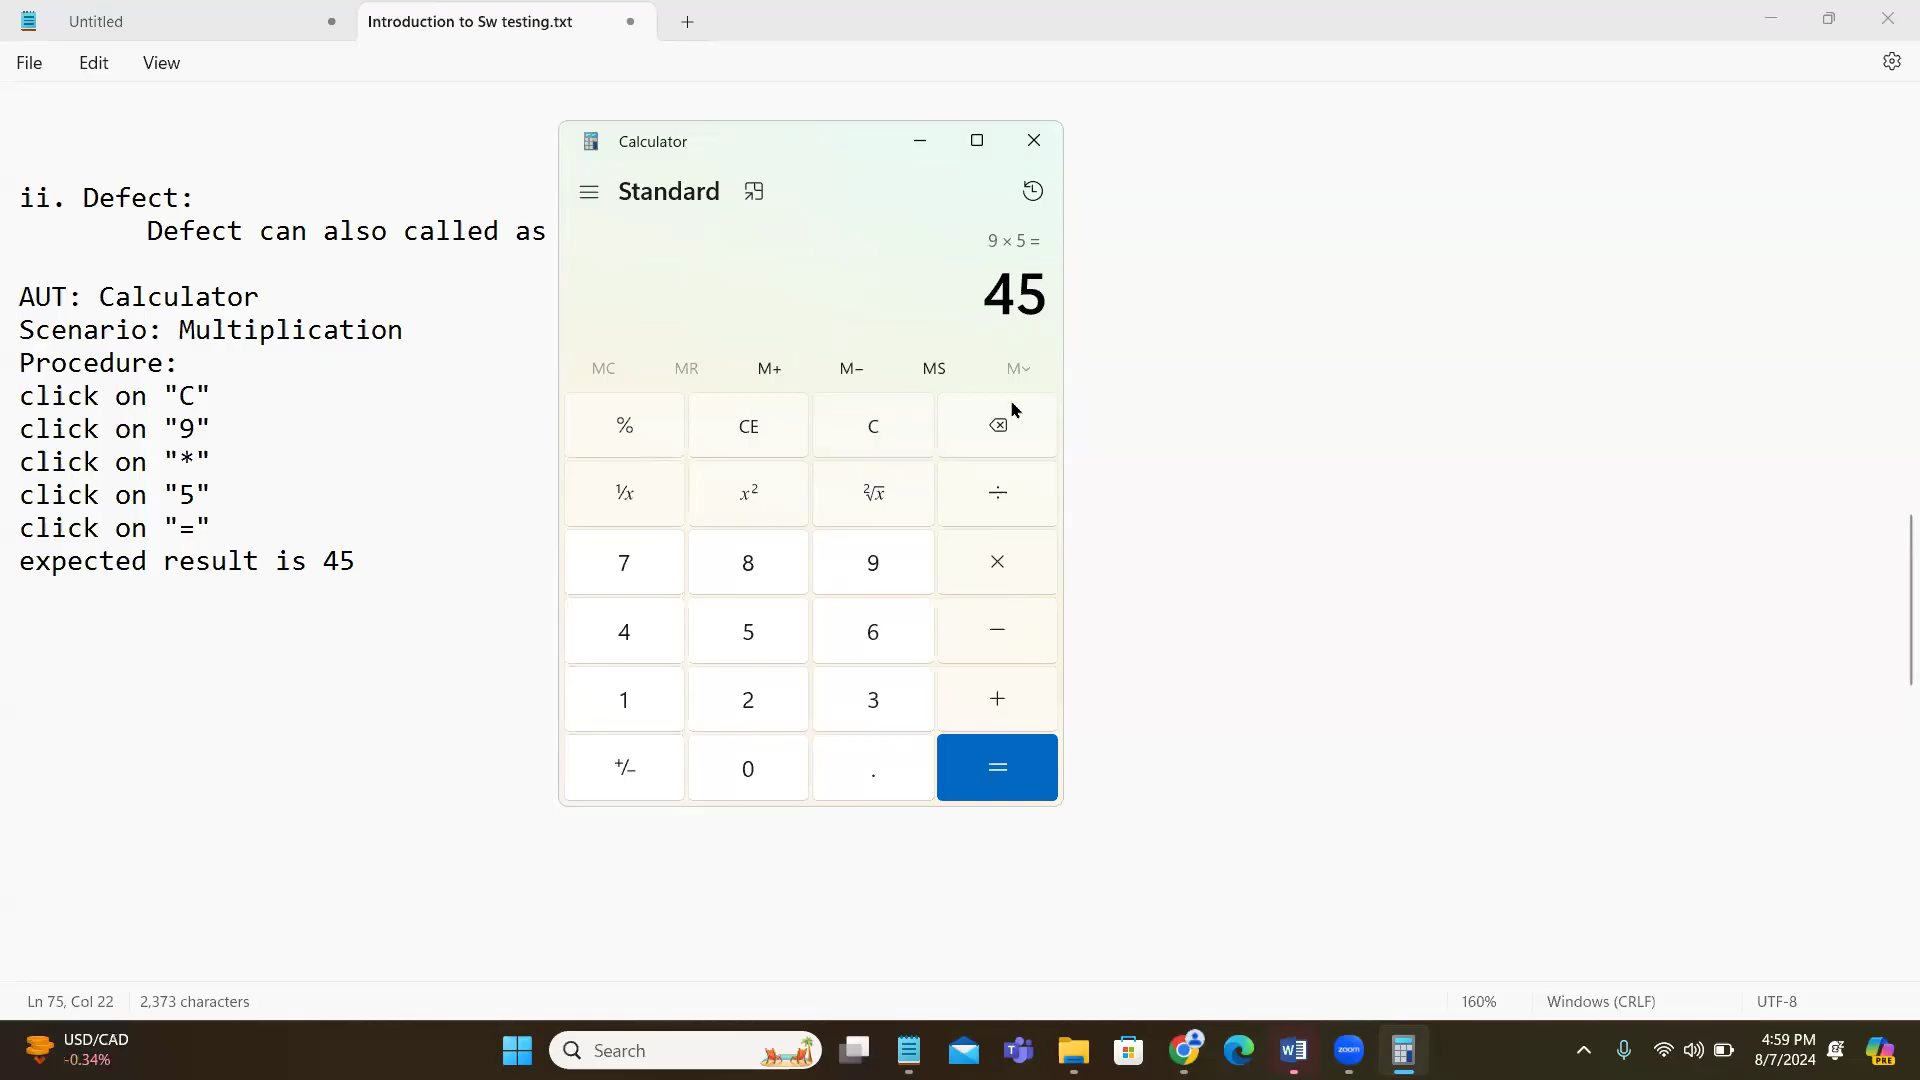 Untitled
Introduction to Sw testing.txt
File Edit View
ii. Defect:
Defect can also called as
AUT: Calculator
Scenario: Multiplication
Procedure:
click on "C"
click on "9"
click on "*"
click on "5"
click on "="
expected result is 45
Calculator
Standard
9 × 5 =
45
MC MR M+ M− MS M
% CE C
¹/x x² ²√x ÷
7 8 9 ×
4 5 6 −
1 2 3 +
+/− 0 . =
Ln 75, Col 22 2,373 characters 160% Windows (CRLF) UTF-8
USD/CAD
-0.34%
Search
zoom
4:59 PM
8/7/2024
PRE